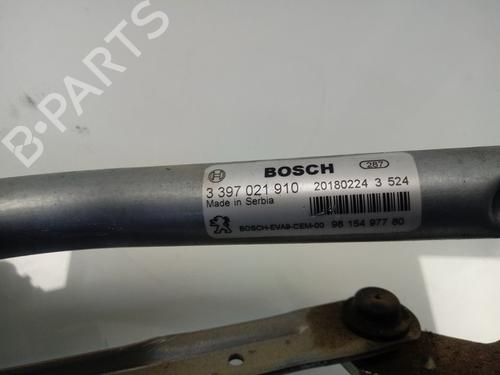 B-PARTS
BOSCH
287
3 397 021 910
20180224 3 524
Made in Serbia
BOSCH-EVA9-CEM-00
98 154 977 80